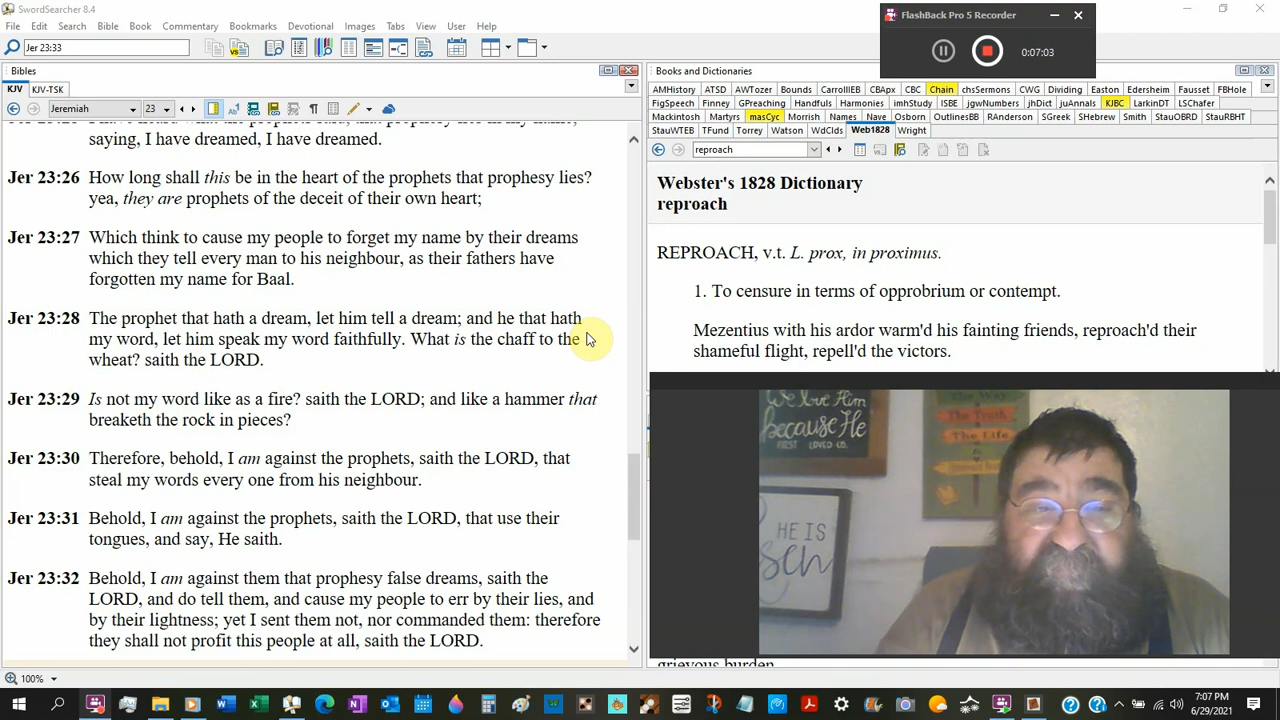 SwordSearcher 8.4
File Edit Search Bible Commentary Bookmarks Devotional Images Tabs View User Help
Jer 23:33
Bibles
KJV KJV-TSK
Jeremiah 23
saying, I have dreamed, I have dreamed.
Jer 23:26 How long shall this be in the heart of the prophets that prophesy lies?
yea, they are prophets of the deceit of their own heart;
Jer 23:27 Which think to cause my people to forget my name by their dreams
which they tell every man to his neighbour, as their fathers have
forgotten my name for Baal.
Jer 23:28 The prophet that hath a dream, let him tell a dream; and he that hath
my word, let him speak my word faithfully. What is the chaff to the
wheat? saith the LORD.
Jer 23:29 Is not my word like as a fire? saith the LORD; and like a hammer that
breaketh the rock in pieces?
Jer 23:30 Therefore, behold, I am against the prophets, saith the LORD, that
steal my words every one from his neighbour.
Jer 23:31 Behold, I am against the prophets, saith the LORD, that use their
tongues, and say, He saith.
Jer 23:32 Behold, I am against them that prophesy false dreams, saith the
LORD, and do tell them, and cause my people to err by their lies, and
by their lightness; yet I sent them not, nor commanded them: therefore
they shall not profit this people at all, saith the LORD.
100%
FlashBack Pro 5 Recorder
0:07:03
Books and Dictionaries
AMHistory ATSD AWTozer Bounds CarrollIEB CBApx CBC Chain chsSermons CWG Dividing Easton Edersheim Fausset FBHole
FigSpeech Finney GPreaching Handfuls Harmonies imhStudy ISBE jgwNumbers jhDict juAnnals KJBC LarkinDT LSChafer
Mackintosh Martyrs masCyc Morrish Names Nave Osborn OutlinesBB RAnderson SGreek SHebrew Smith StauOBRD StauRBHT
StauWTEB TFund Torrey Watson WdClds Web1828 Wright
reproach
Webster's 1828 Dictionary
reproach
REPROACH, v.t. L. prox, in proximus.
1. To censure in terms of opprobrium or contempt.
Mezentius with his ardor warm'd his fainting friends, reproach'd their
shameful flight, repell'd the victors.
We love Him
because He
FIRST LOVED US.
The Way
The Truth
The Life
HE IS
grievous burden
7:07 PM
6/29/2021